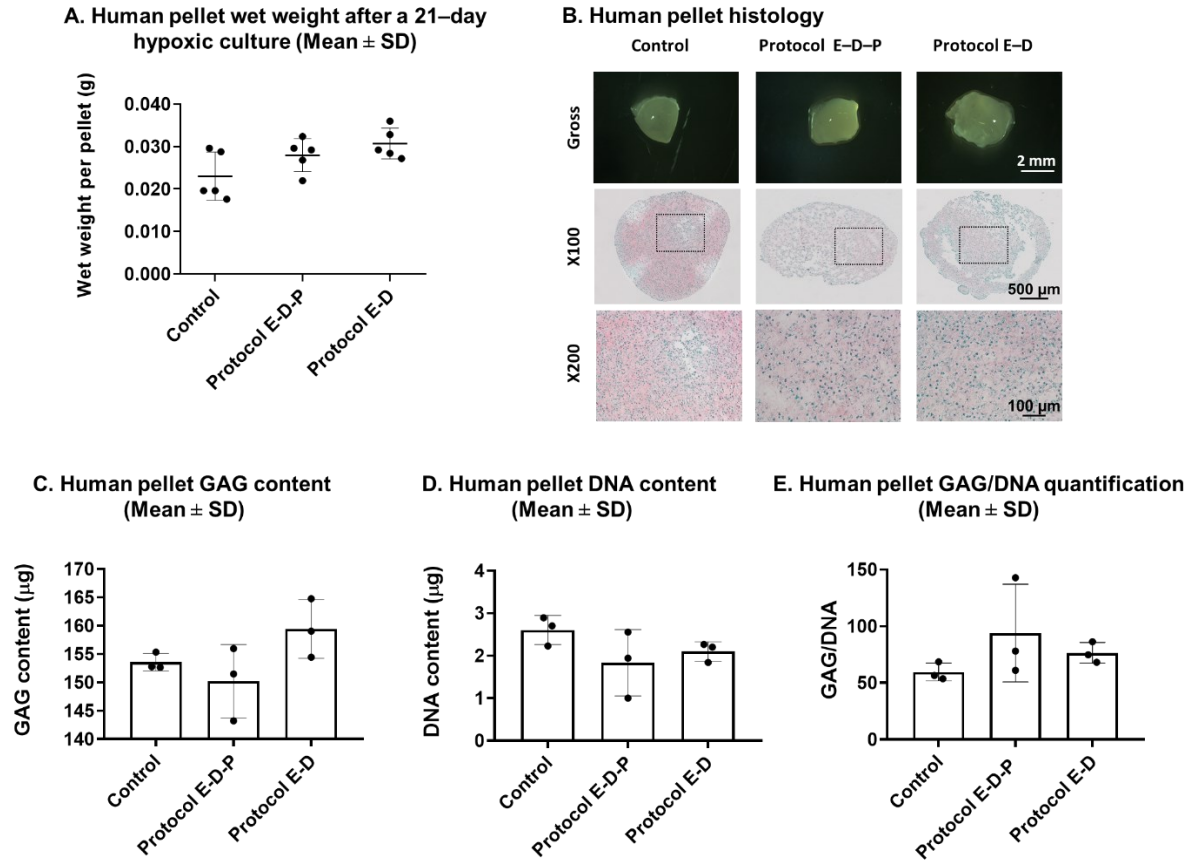 A. Human pellet wet weight after a 21–day
hypoxic culture (Mean ± SD)
Wet weight per pellet (g)
0.040
0.030
0.020
0.010
0.000
Control
Protocol E-D-P
Protocol E-D
B. Human pellet histology
Control
Protocol E–D–P
Protocol E–D
Gross
2 mm
X100
500 µm
X200
100 µm
C. Human pellet GAG content
(Mean ± SD)
GAG content (µg)
170
165
160
155
150
145
140
Control
Protocol E-D-P
Protocol E-D
D. Human pellet DNA content
(Mean ± SD)
DNA content (µg)
4
3
2
1
0
Control
Protocol E-D-P
Protocol E-D
E. Human pellet GAG/DNA quantification
(Mean ± SD)
GAG/DNA
150
100
50
0
Control
Protocol E-D-P
Protocol E-D